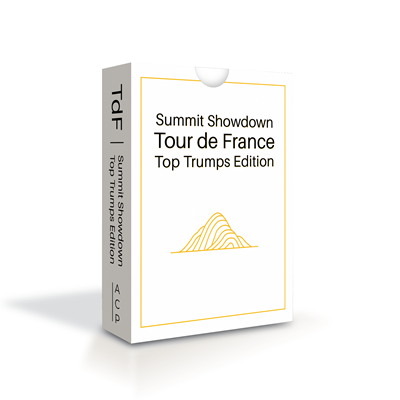 Summit Showdown
Tour de France
Top Trumps Edition
TdF
Summit Showdown
Top Trumps Edition
A C p